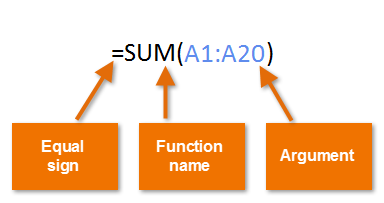 =SUM(A1:A20)
Equal
sign
Function
name
Argument